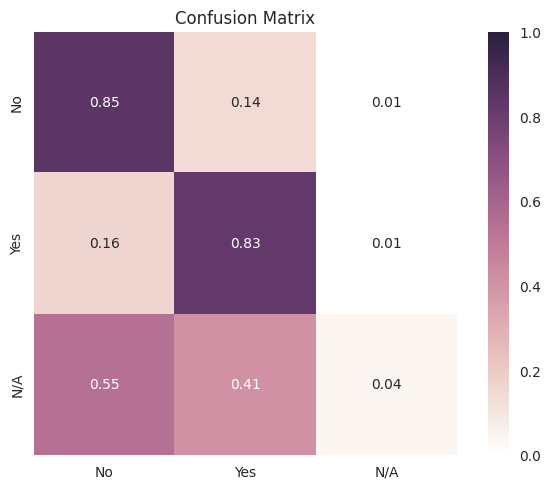 Confusion Matrix
No 0.85 0.14 0.01
Yes 0.16 0.83 0.01
N/A 0.55 0.41 0.04
No Yes N/A
1.0
0.8
0.6
0.4
0.2
0.0